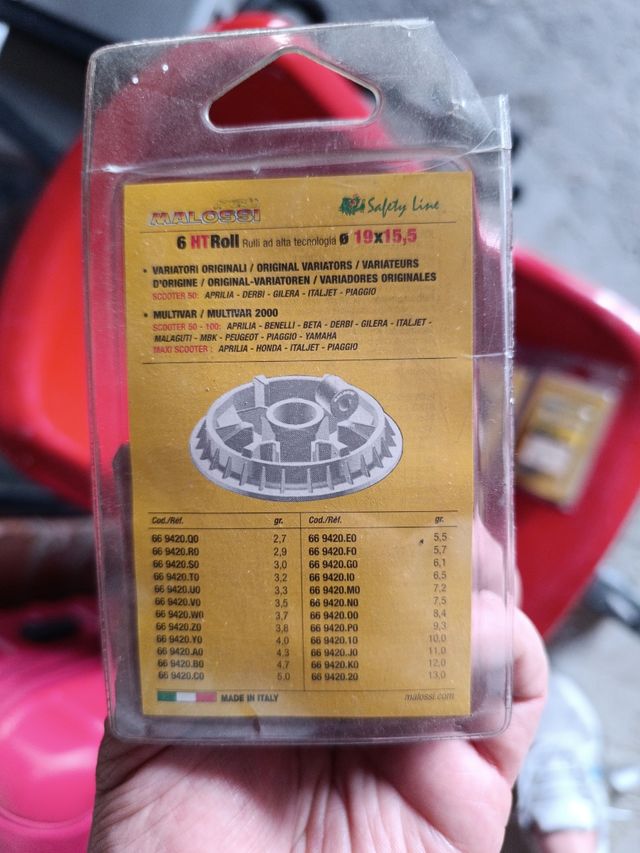 MALOSSI Safety Line
6 HTRoll Rulli ad alta tecnologia Ø 19x15,5
• VARIATORI ORIGINALI / ORIGINAL VARIATORS / VARIATEURS
D'ORIGINE / ORIGINAL-VARIATOREN / VARIADORES ORIGINALES
SCOOTER 50: APRILIA - DERBI - GILERA - ITALJET - PIAGGIO
• MULTIVAR / MULTIVAR 2000
SCOOTER 50 - 100: APRILIA - BENELLI - BETA - DERBI - GILERA - ITALJET -
MALAGUTI - MBK - PEUGEOT - PIAGGIO - YAMAHA
MAXI SCOOTER: APRILIA - HONDA - ITALJET - PIAGGIO
Cod./Réf. gr. Cod./Réf. gr.
66 9420.Q0 2,7 66 9420.E0 5,5
66 9420.R0 2,9 66 9420.F0 5,7
66 9420.S0 3,0 66 9420.G0 6,1
66 9420.T0 3,2 66 9420.I0 6,5
66 9420.U0 3,3 66 9420.M0 7,2
66 9420.V0 3,5 66 9420.N0 7,5
66 9420.W0 3,7 66 9420.O0 8,4
66 9420.Z0 3,8 66 9420.P0 9,3
66 9420.Y0 4,0 66 9420.10 10,0
66 9420.A0 4,3 66 9420.J0 11,0
66 9420.B0 4,7 66 9420.K0 12,0
66 9420.C0 5,0 66 9420.20 13,0
MADE IN ITALY malossi.com